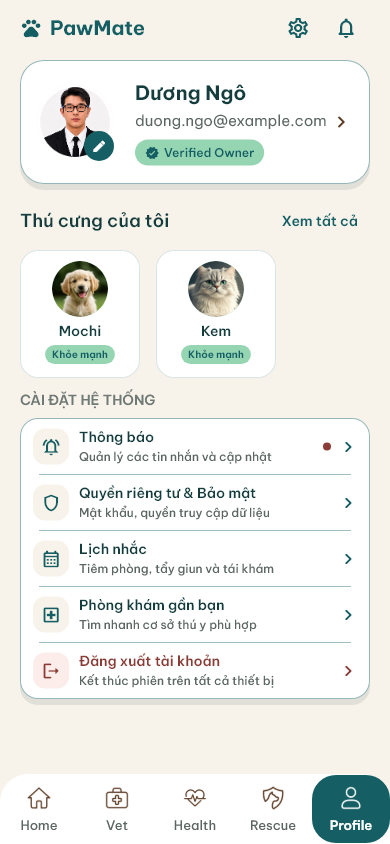 PawMate
Dương Ngô
duong.ngo@example.com
Verified Owner
Thú cưng của tôi
Xem tất cả
Mochi
Khỏe mạnh
Kem
Khỏe mạnh
CÀI ĐẶT HỆ THỐNG
Thông báo
Quản lý các tin nhắn và cập nhật
Quyền riêng tư & Bảo mật
Mật khẩu, quyền truy cập dữ liệu
Lịch nhắc
Tiêm phòng, tẩy giun và tái khám
Phòng khám gần bạn
Tìm nhanh cơ sở thú y phù hợp
Đăng xuất tài khoản
Kết thúc phiên trên tất cả thiết bị
Home
Vet
Health
Rescue
Profile